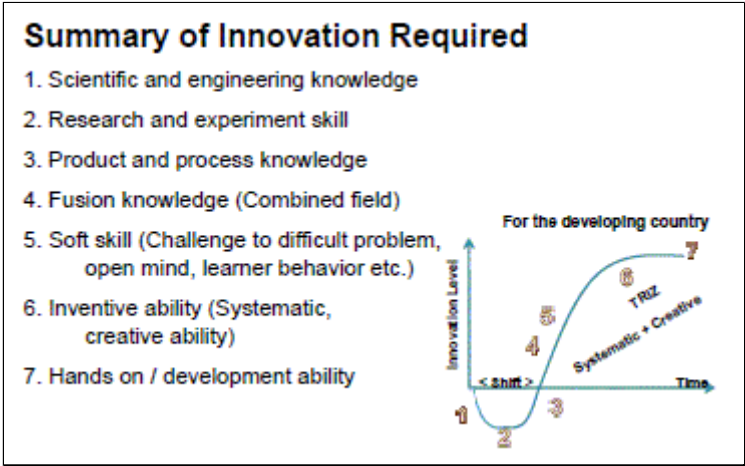 Summary of Innovation Required
1. Scientific and engineering knowledge
2. Research and experiment skill
3. Product and process knowledge
4. Fusion knowledge (Combined field)
5. Soft skill (Challenge to difficult problem,
open mind, learner behavior etc.)
6. Inventive ability (Systematic,
creative ability)
7. Hands on / development ability
For the developing country
Innovation Level
7
6
TRIZ
5
Systematic + Creative
4
< Shift >
Time
1
3
2